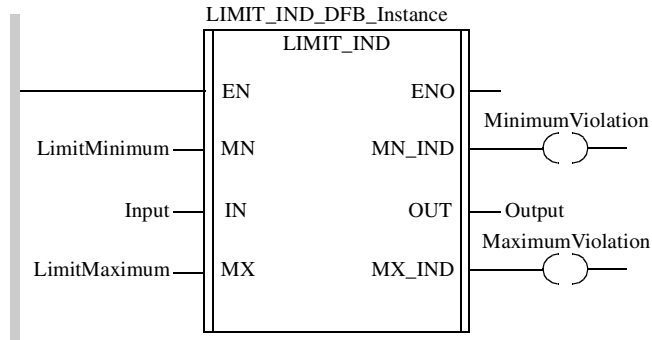 LIMIT_IND_DFB_Instance
LIMIT_IND
EN ENO
MinimumViolation
LimitMinimum MN MN_IND
Input IN OUT Output
MaximumViolation
LimitMaximum MX MX_IND